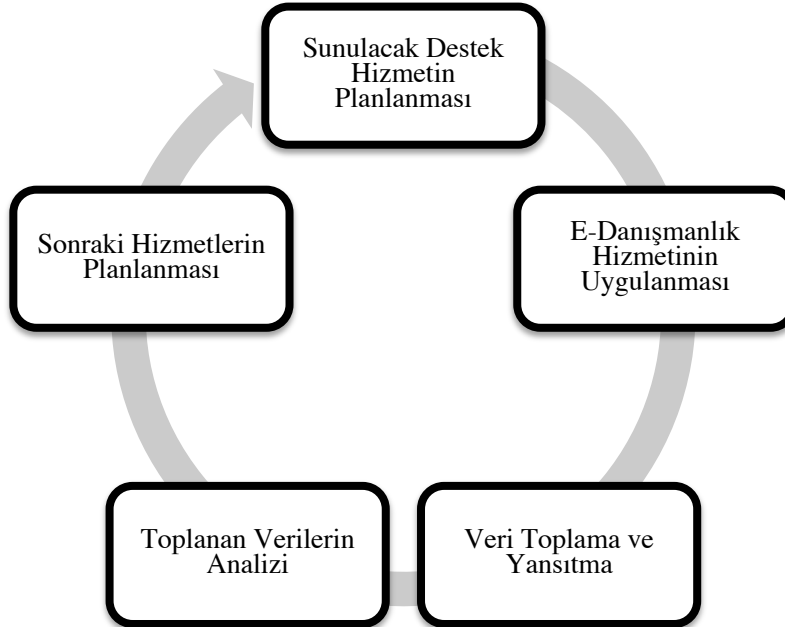 Sunulacak Destek
Hizmetin
Planlanması
E-Danışmanlık
Hizmetinin
Uygulanması
Veri Toplama ve
Yansıtma
Toplanan Verilerin
Analizi
Sonraki Hizmetlerin
Planlanması